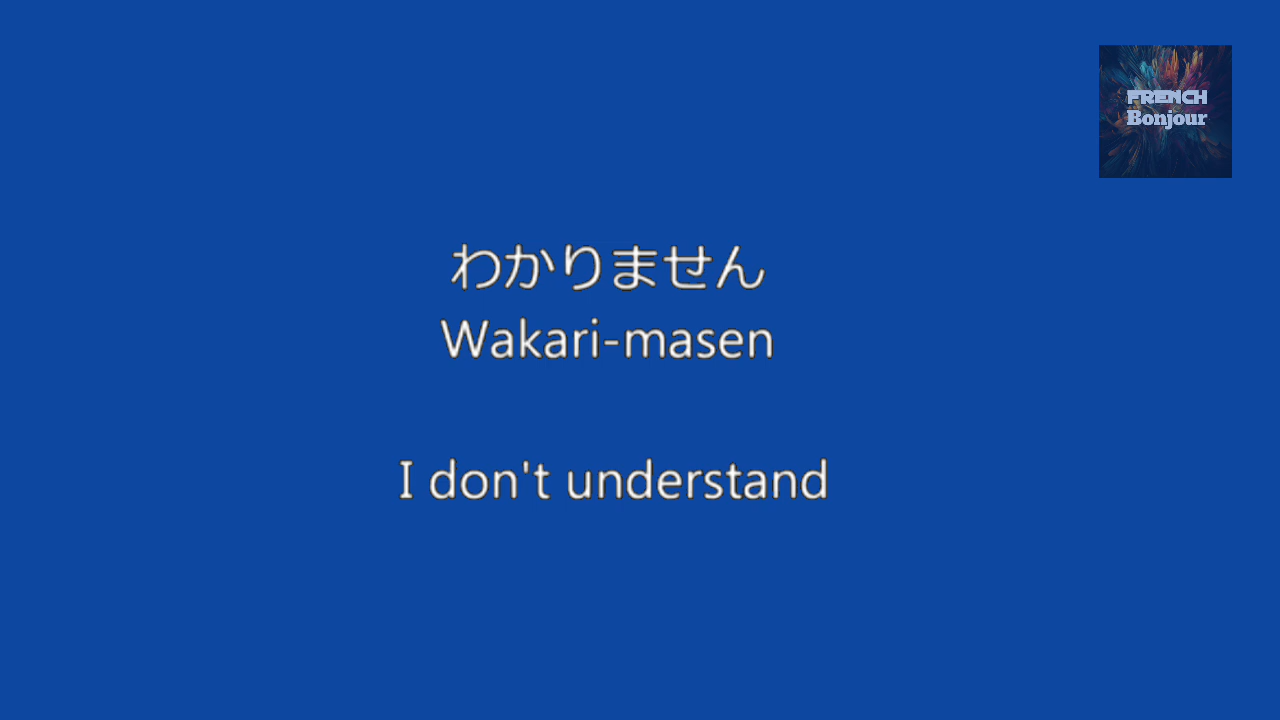 FRENCH
Bonjour
わかりません
Wakari-masen
I don't understand